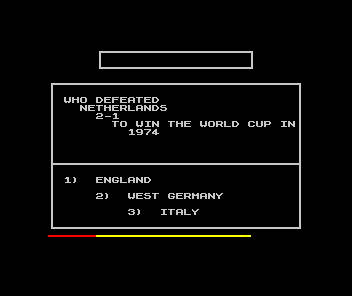 WHO DEFEATED
NETHERLANDS
2-1
TO WIN THE WORLD CUP IN
1974
1) ENGLAND
2) WEST GERMANY
3) ITALY